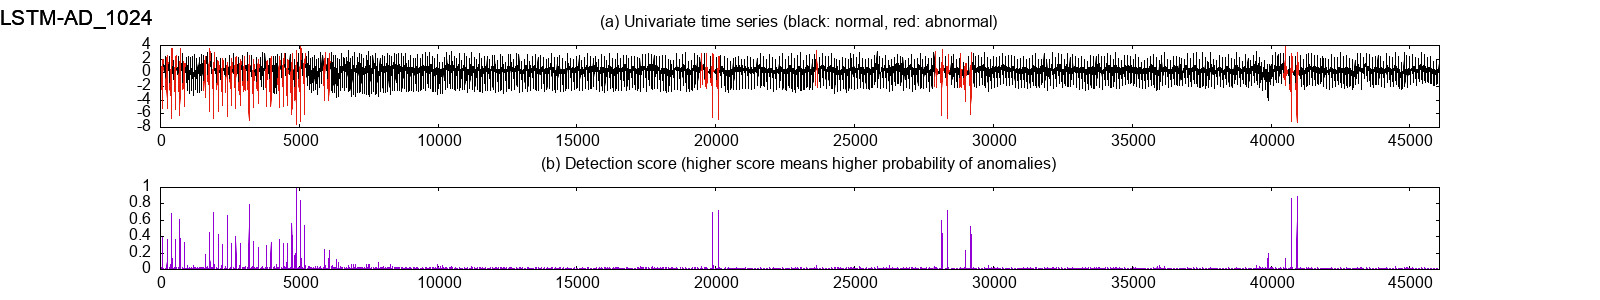 LSTM-AD_1024
(a) Univariate time series (black: normal, red: abnormal)
4
2
0
-2
-4
-6
-8
0 5000 10000 15000 20000 25000 30000 35000 40000 45000
(b) Detection score (higher score means higher probability of anomalies)
1
0.8
0.6
0.4
0.2
0
0 5000 10000 15000 20000 25000 30000 35000 40000 45000